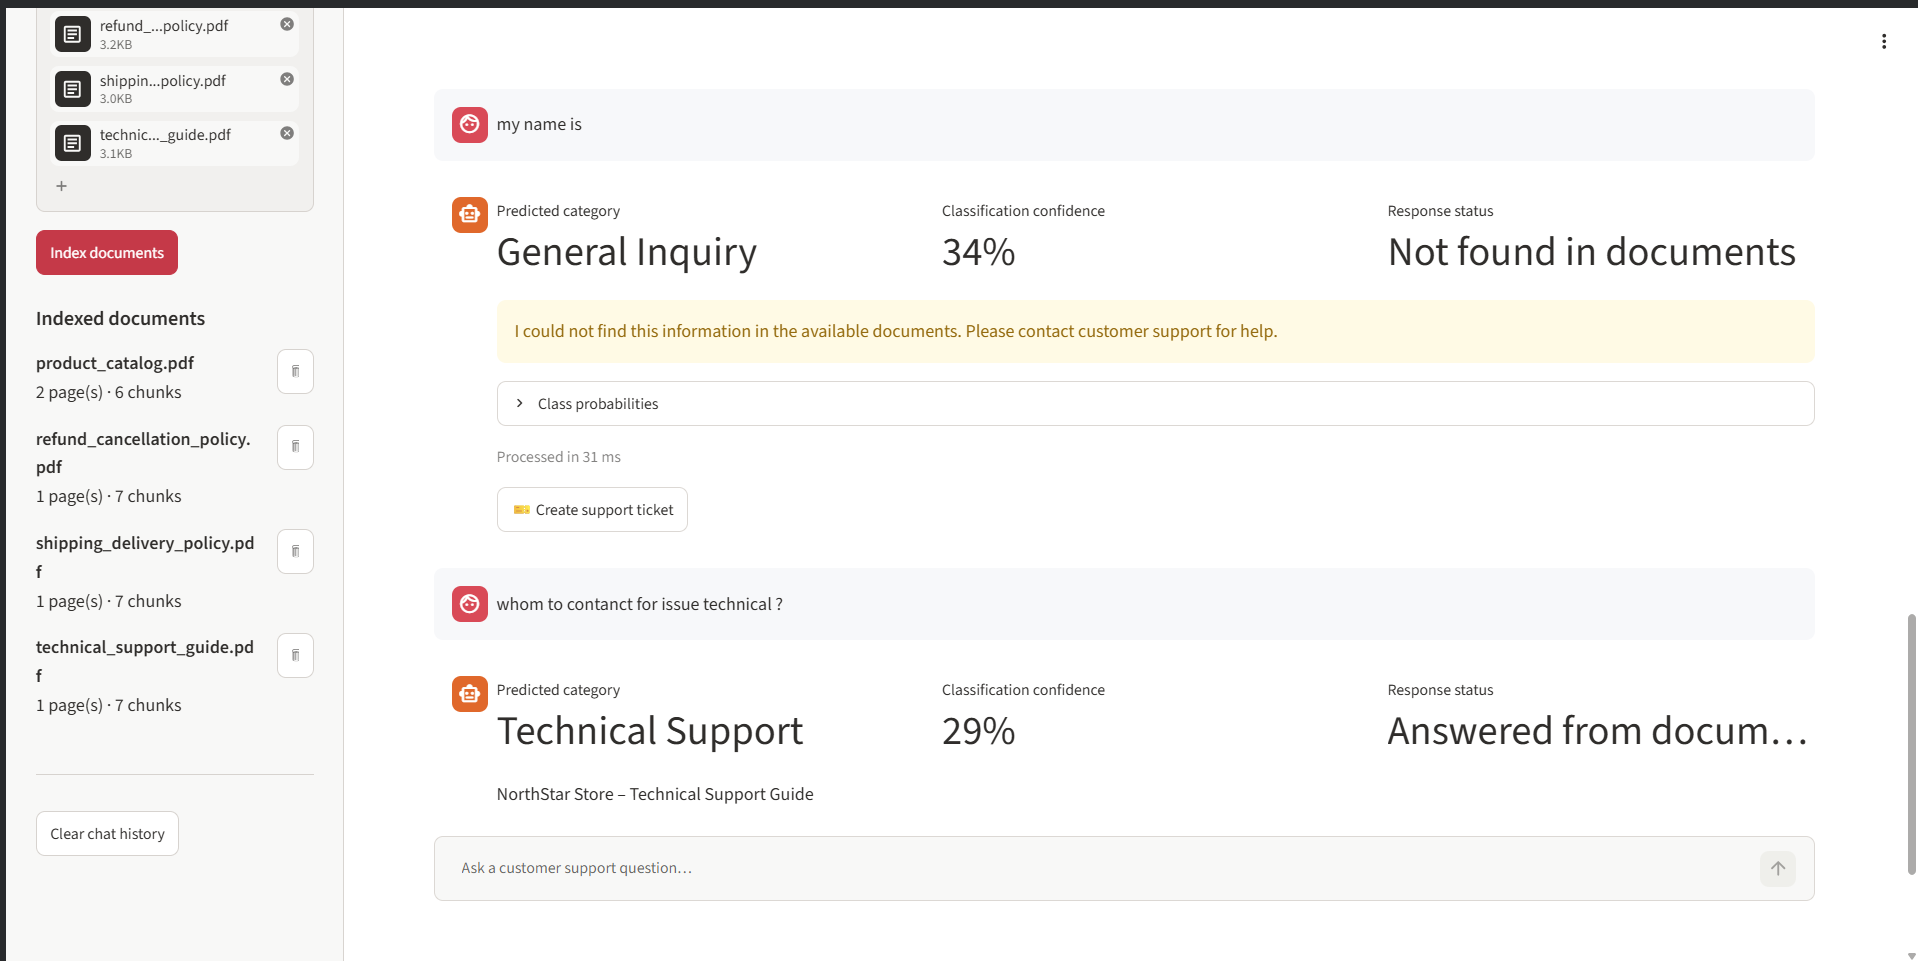 refund_...policy.pdf
3.2KB
shippin...policy.pdf
3.0KB
technic..._guide.pdf
3.1KB
+
Index documents
Indexed documents
product_catalog.pdf
2 page(s) · 6 chunks
refund_cancellation_policy.
pdf
1 page(s) · 7 chunks
shipping_delivery_policy.pd
f
1 page(s) · 7 chunks
technical_support_guide.pd
f
1 page(s) · 7 chunks
Clear chat history
my name is
Predicted category
General Inquiry
Classification confidence
34%
Response status
Not found in documents
I could not find this information in the available documents. Please contact customer support for help.
Class probabilities
Processed in 31 ms
Create support ticket
whom to contanct for issue technical ?
Predicted category
Technical Support
Classification confidence
29%
Response status
Answered from docum...
NorthStar Store – Technical Support Guide
Ask a customer support question...